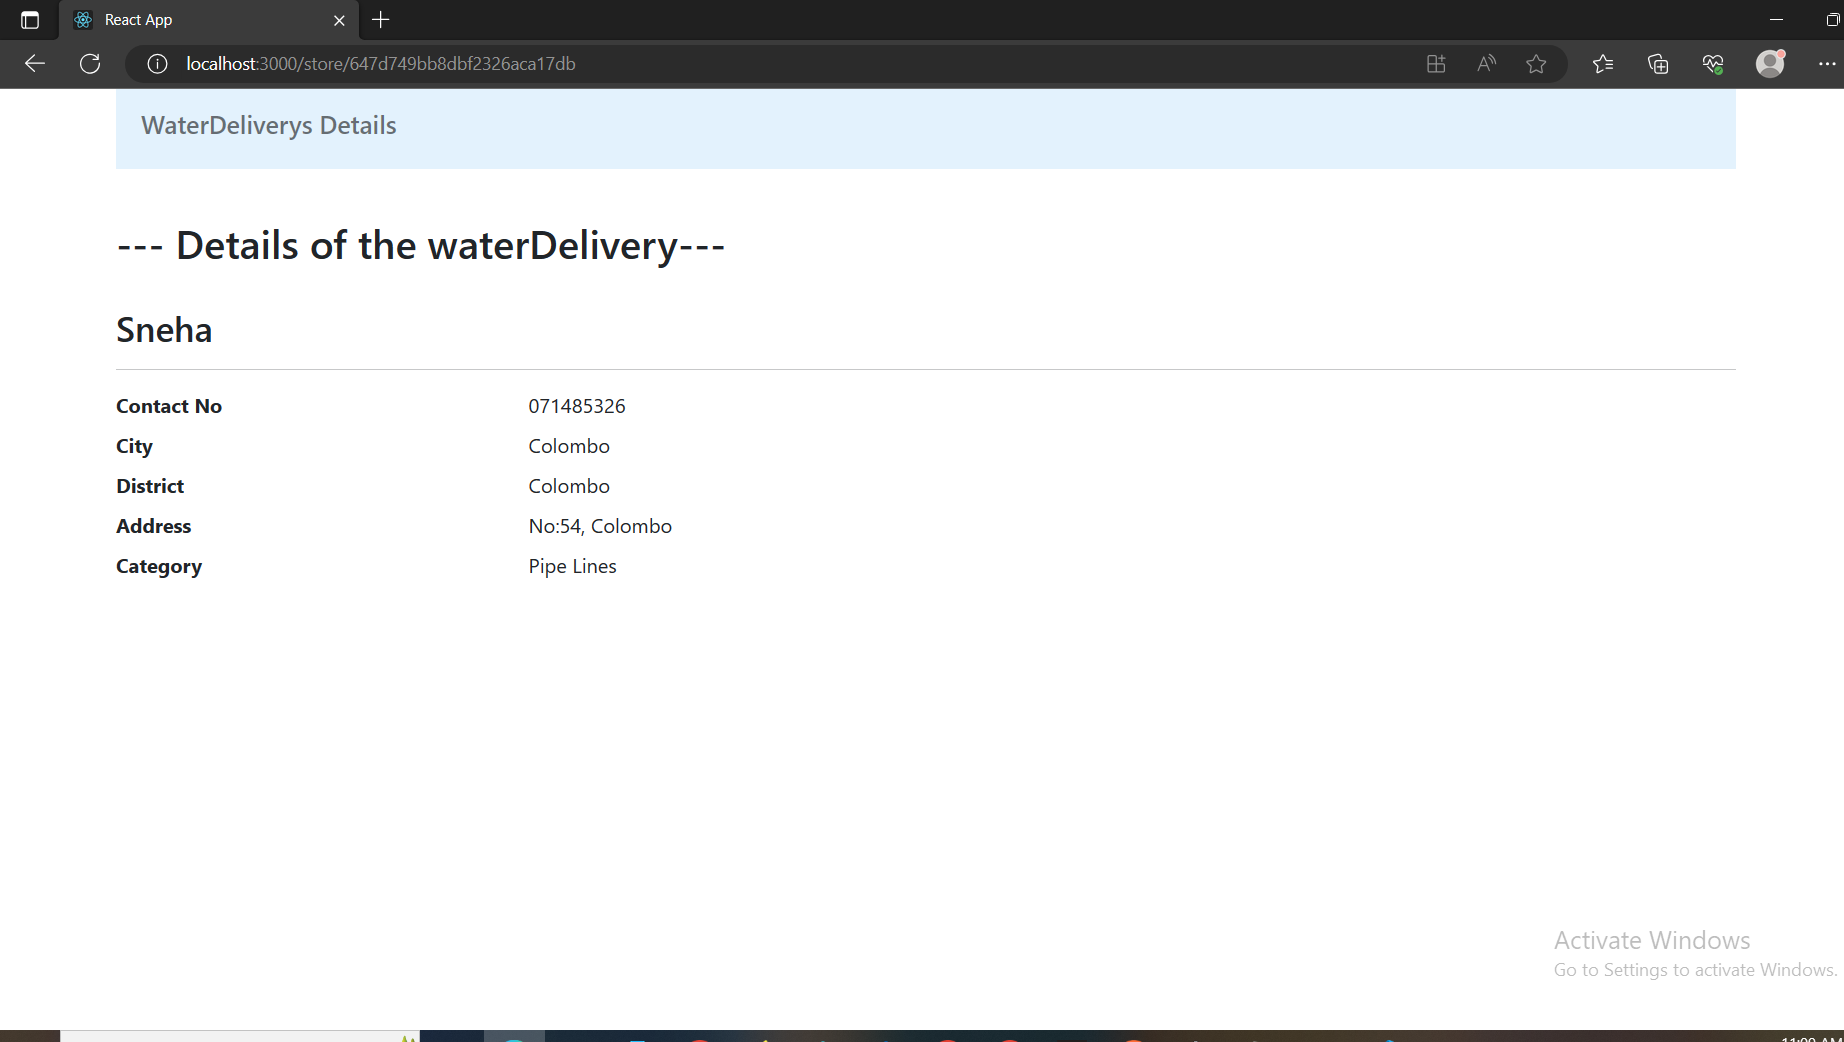 React App
localhost:3000/store/647d749bb8dbf2326aca17db
WaterDeliverys Details
--- Details of the waterDelivery---
Sneha
Contact No 071485326
City Colombo
District Colombo
Address No:54, Colombo
Category Pipe Lines
Activate Windows
Go to Settings to activate Windows.